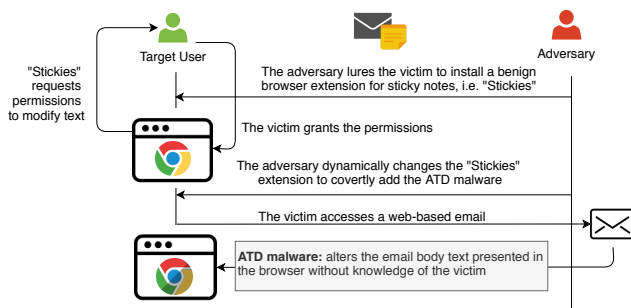 Target User
Adversary
"Stickies"
requests
permissions
to modify text
The adversary lures the victim to install a benign
browser extension for sticky notes, i.e. "Stickies"
The victim grants the permissions
The adversary dynamically changes the "Stickies"
extension to covertly add the ATD malware
The victim accesses a web-based email
ATD malware: alters the email body text presented in
the browser without knowledge of the victim